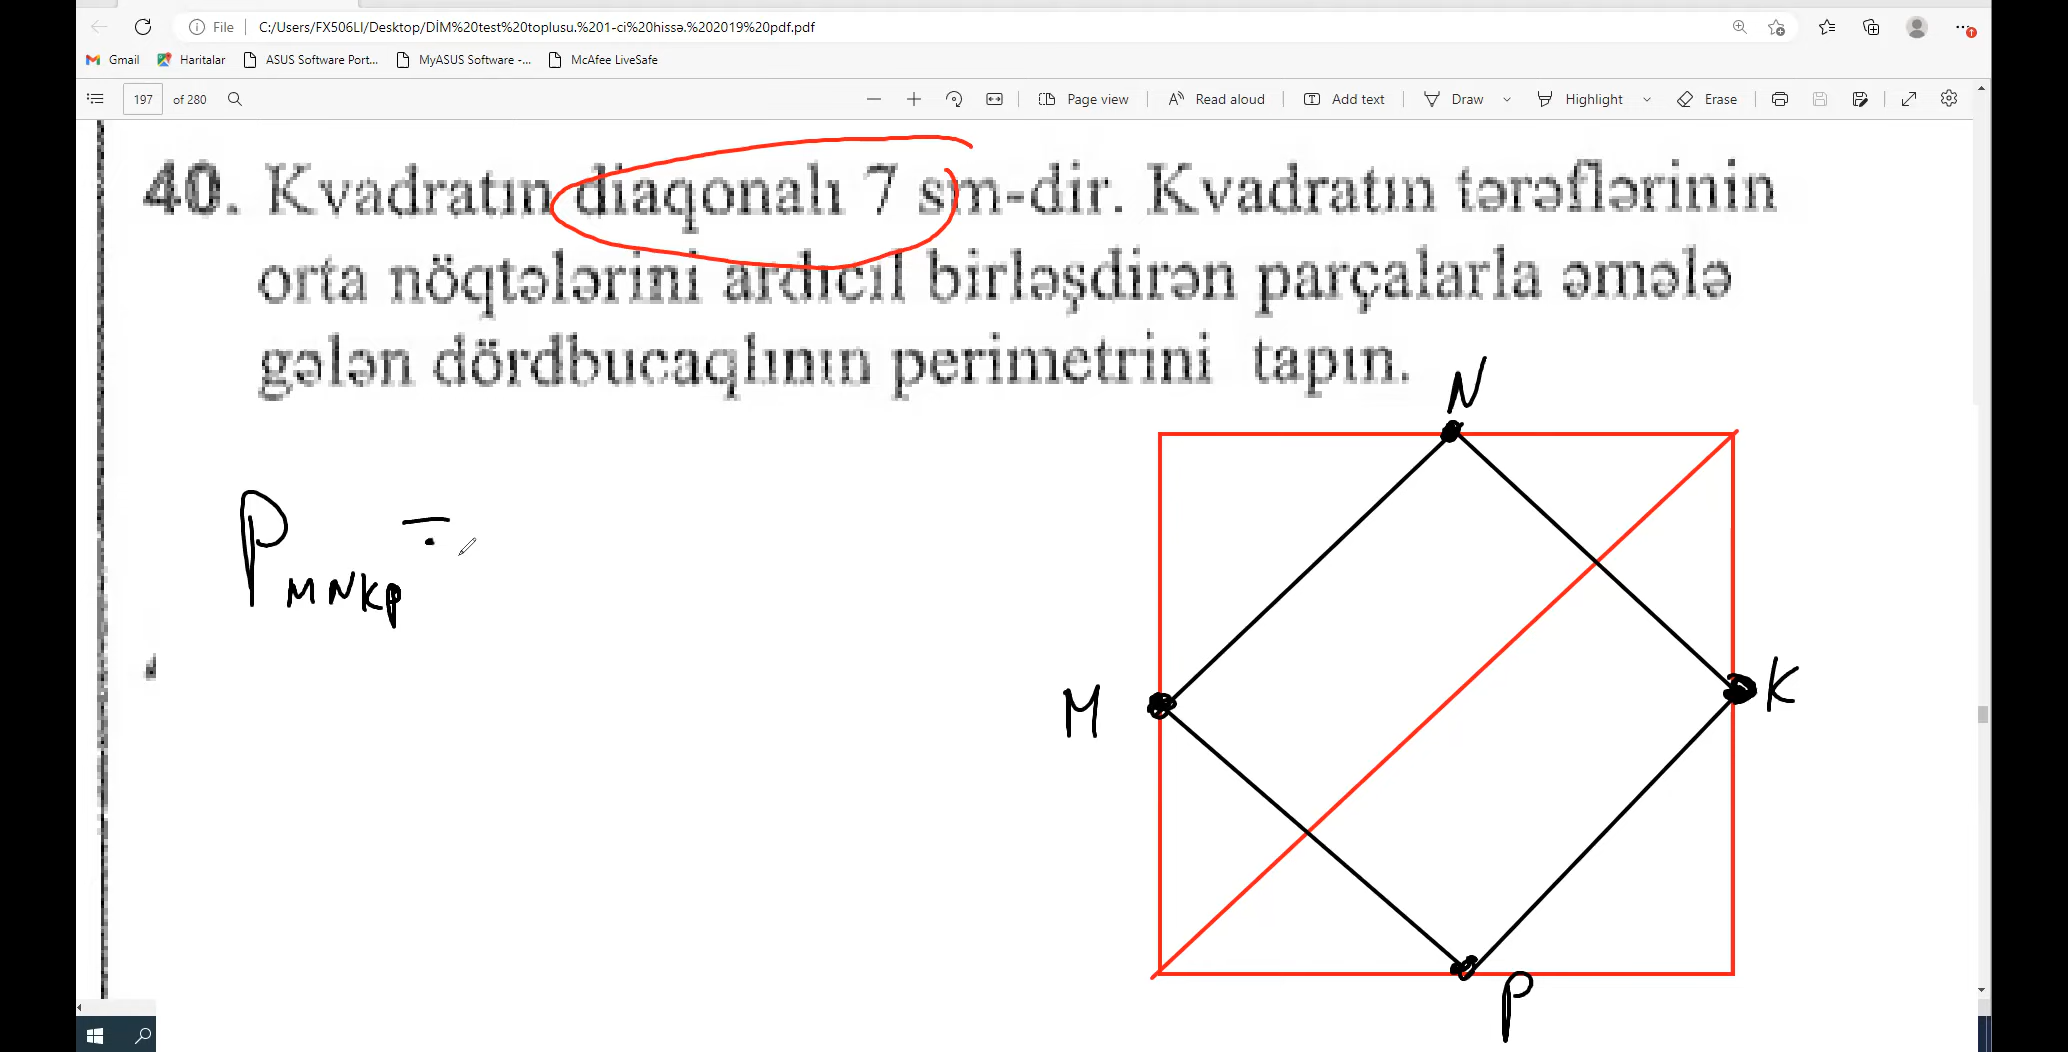 File C:/Users/FX506LI/Desktop/DİM%20test%20toplusu.%201-ci%20hissə.%202019%20pdf.pdf
Gmail Haritalar ASUS Software Port... MyASUS Software -... McAfee LiveSafe
197 of 280 Page view Read aloud Add text Draw Highlight Erase
40. Kvadratın diaqonalı 7 sm-dir. Kvadratın tərəflərinin
orta nöqtələrini ardıcıl birləşdirən parçalarla əmələ
gələn dördbucaqlının perimetrini tapın.
N
P MNKP
M
K
P